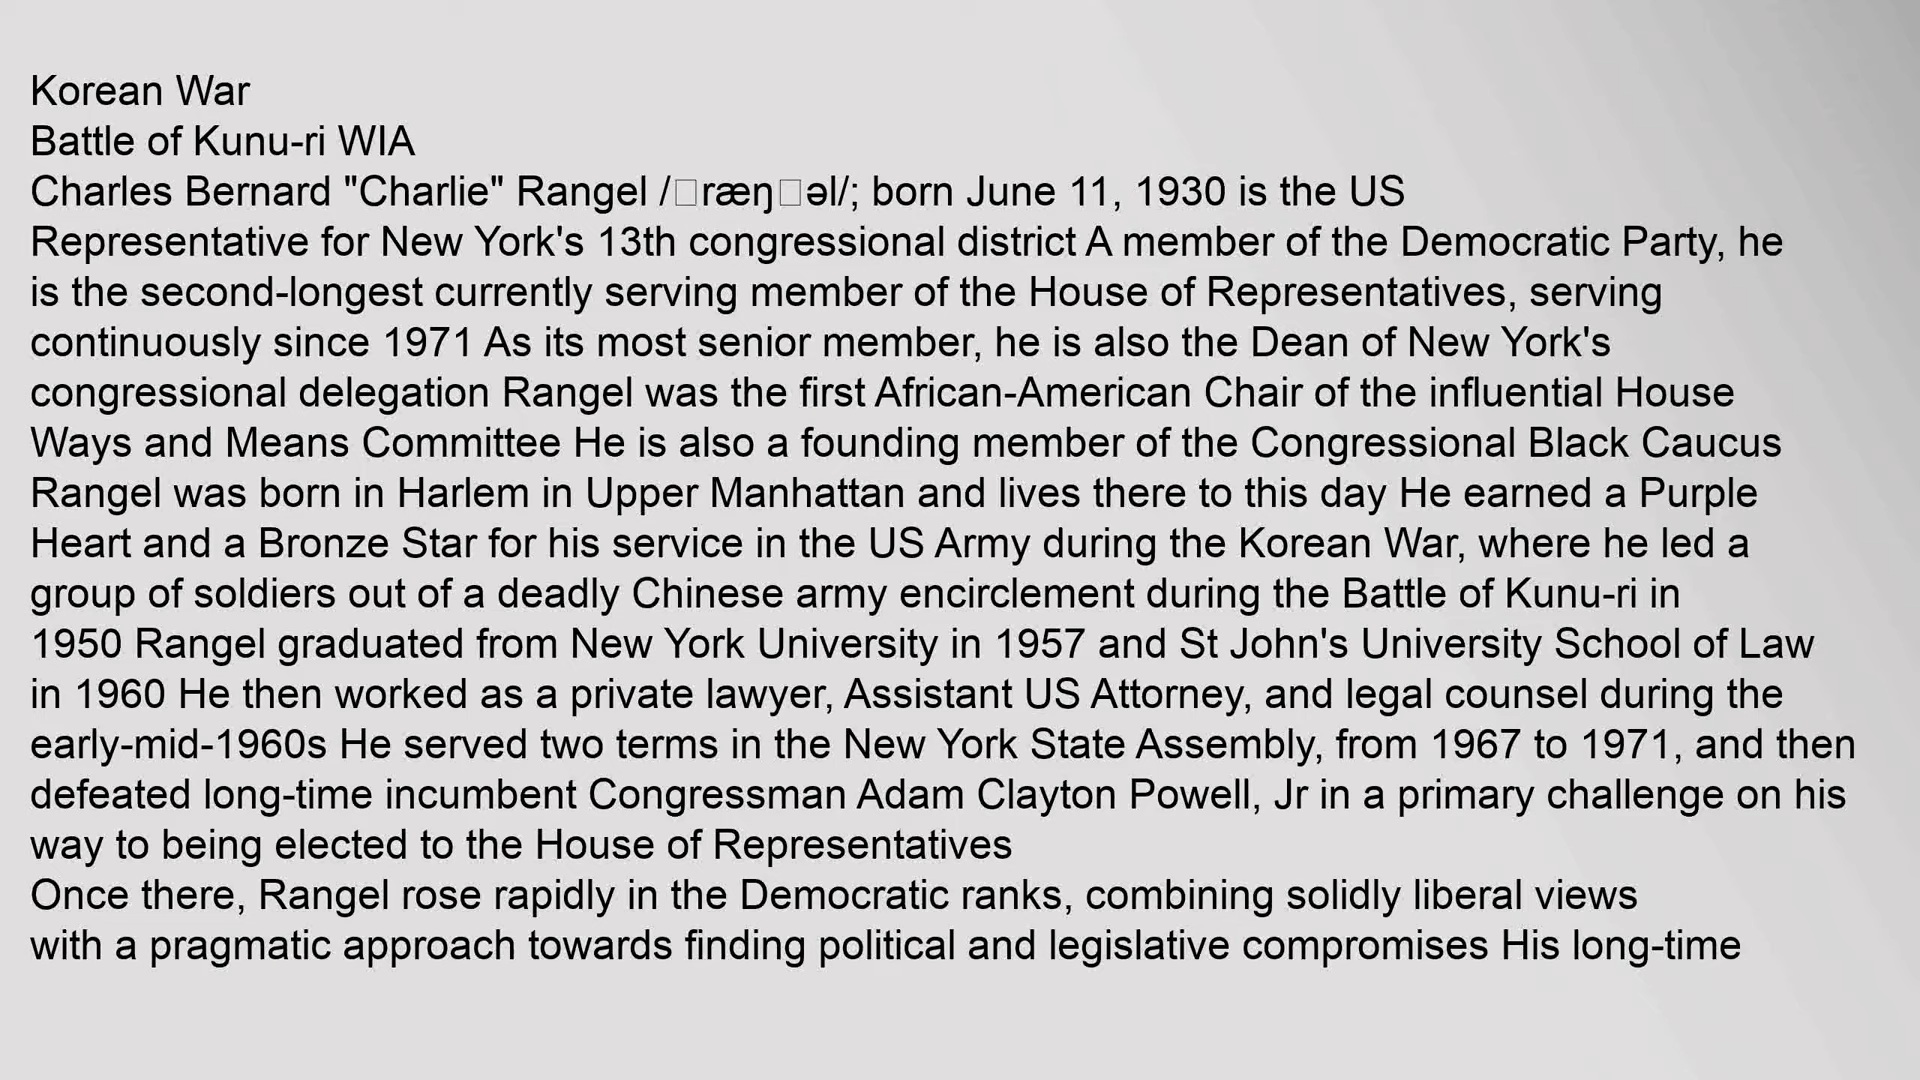 Korean War
Battle of Kunu-ri WIA
Charles Bernard "Charlie" Rangel /□ræŋ□əl/; born June 11, 1930 is the US
Representative for New York's 13th congressional district A member of the Democratic Party, he
is the second-longest currently serving member of the House of Representatives, serving
continuously since 1971 As its most senior member, he is also the Dean of New York's
congressional delegation Rangel was the first African-American Chair of the influential House
Ways and Means Committee He is also a founding member of the Congressional Black Caucus
Rangel was born in Harlem in Upper Manhattan and lives there to this day He earned a Purple
Heart and a Bronze Star for his service in the US Army during the Korean War, where he led a
group of soldiers out of a deadly Chinese army encirclement during the Battle of Kunu-ri in
1950 Rangel graduated from New York University in 1957 and St John's University School of Law
in 1960 He then worked as a private lawyer, Assistant US Attorney, and legal counsel during the
early-mid-1960s He served two terms in the New York State Assembly, from 1967 to 1971, and then
defeated long-time incumbent Congressman Adam Clayton Powell, Jr in a primary challenge on his
way to being elected to the House of Representatives
Once there, Rangel rose rapidly in the Democratic ranks, combining solidly liberal views
with a pragmatic approach towards finding political and legislative compromises His long-time